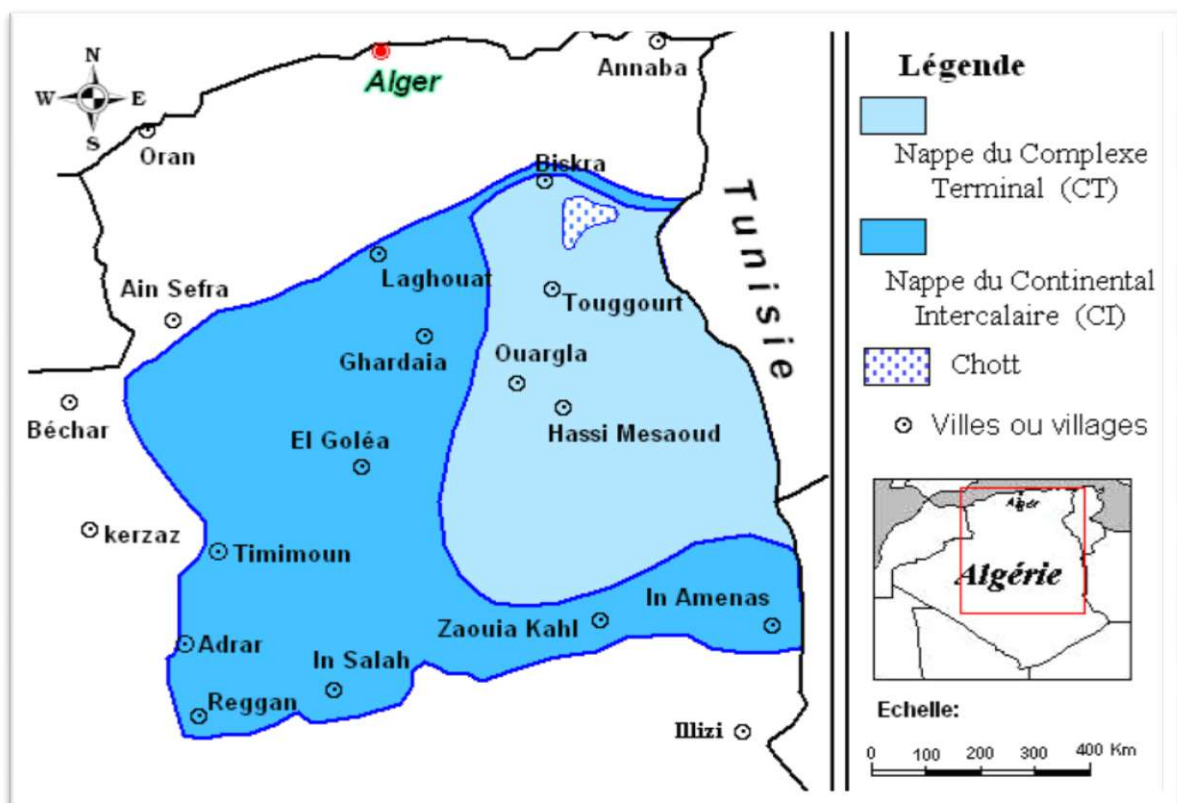 N
W
E
S
Alger
Annaba
Oran
Biskra
Tunisie
Laghouat
Ain Sefra
Touggourt
Ghardaia
Ouargla
Béchar
Hassi Mesaoud
El Goléa
kerzaz
Timimoun
In Amenas
Zaouia Kahl
Adrar
In Salah
Reggan
Illizi
Légende
Nappe du Complexe
Terminal (CT)
Nappe du Continental
Intercalaire (CI)
Chott
Villes ou villages
Alger
Algérie
Echelle:
0 100 200 300 400 Km